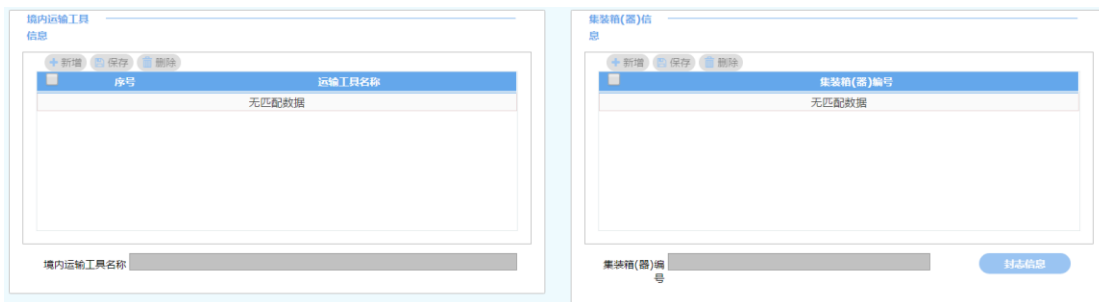 境内运输工具
信息
新增 保存 删除
序号 运输工具名称
无匹配数据
境内运输工具名称
集装箱(器)信
息
新增 保存 删除
集装箱(器)编号
无匹配数据
集装箱(器)编
号
封志信息